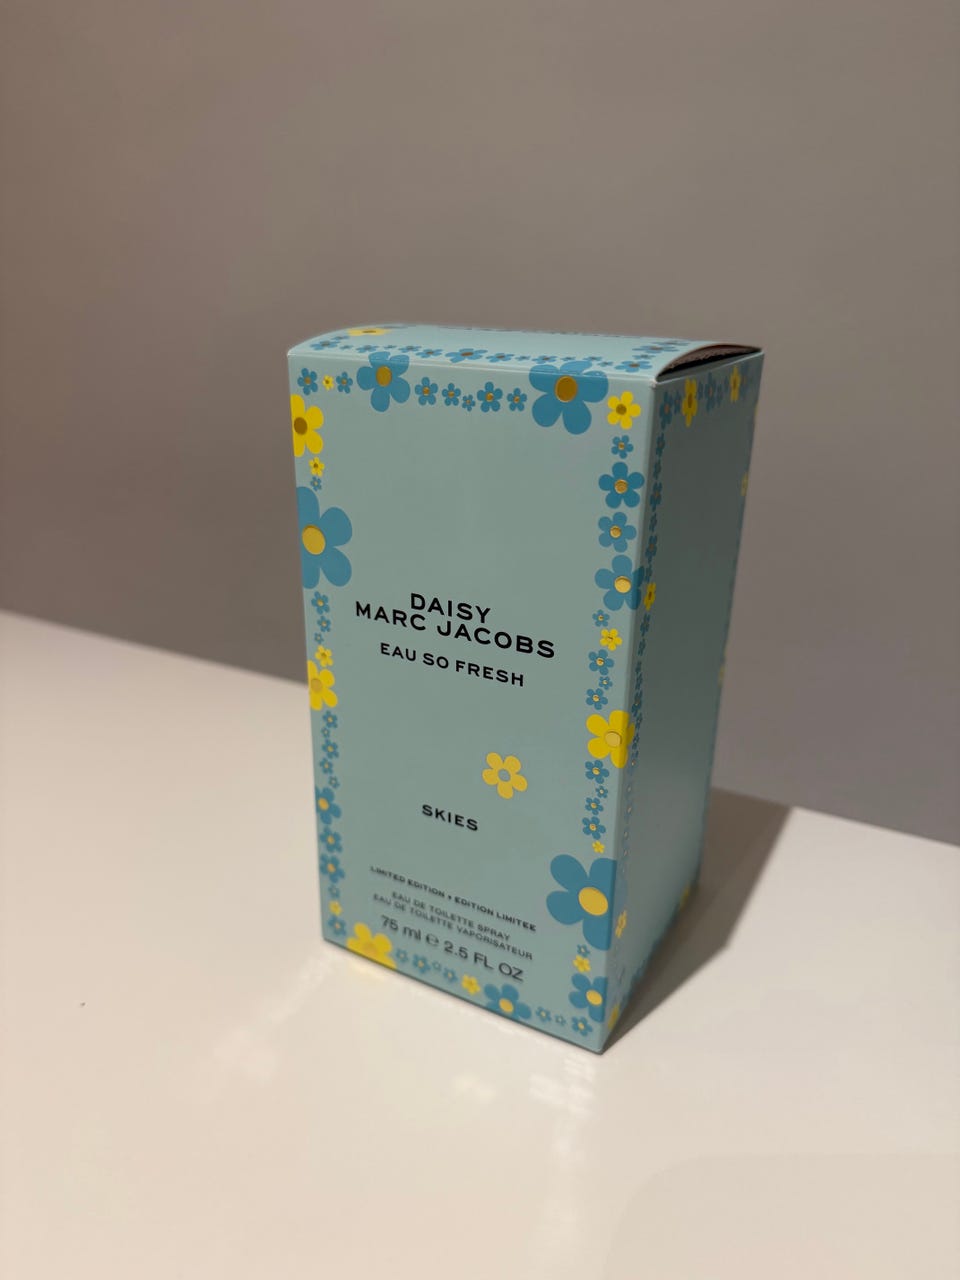 DAISY
MARC JACOBS
EAU SO FRESH
SKIES
LIMITED EDITION • EDITION LIMITEE
EAU DE TOILETTE SPRAY
EAU DE TOILETTE VAPORISATEUR
75 ml ℮ 2.5 FL OZ